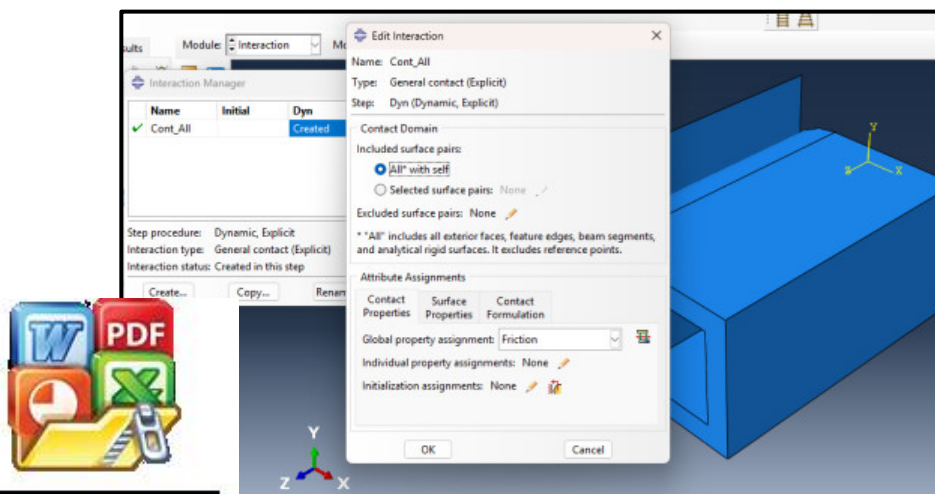 sults Module: Interaction Mo
Edit Interaction
Name: Cont_All
Type: General contact (Explicit)
Step: Dyn (Dynamic, Explicit)
Contact Domain
Included surface pairs:
All* with self
Selected surface pairs: None
Excluded surface pairs: None
* "All" includes all exterior faces, feature edges, beam segments,
and analytical rigid surfaces. It excludes reference points.
Attribute Assignments
Contact Properties Surface Properties Contact Formulation
Global property assignment: Friction
Individual property assignments: None
Initialization assignments: None
OK Cancel
Interaction Manager
Name Initial Dyn
Cont_All Created
Step procedure: Dynamic, Explicit
Interaction type: General contact (Explicit)
Interaction status: Created in this step
Create... Copy... Renam
W PDF
X
Y
Z X
Y
Z X